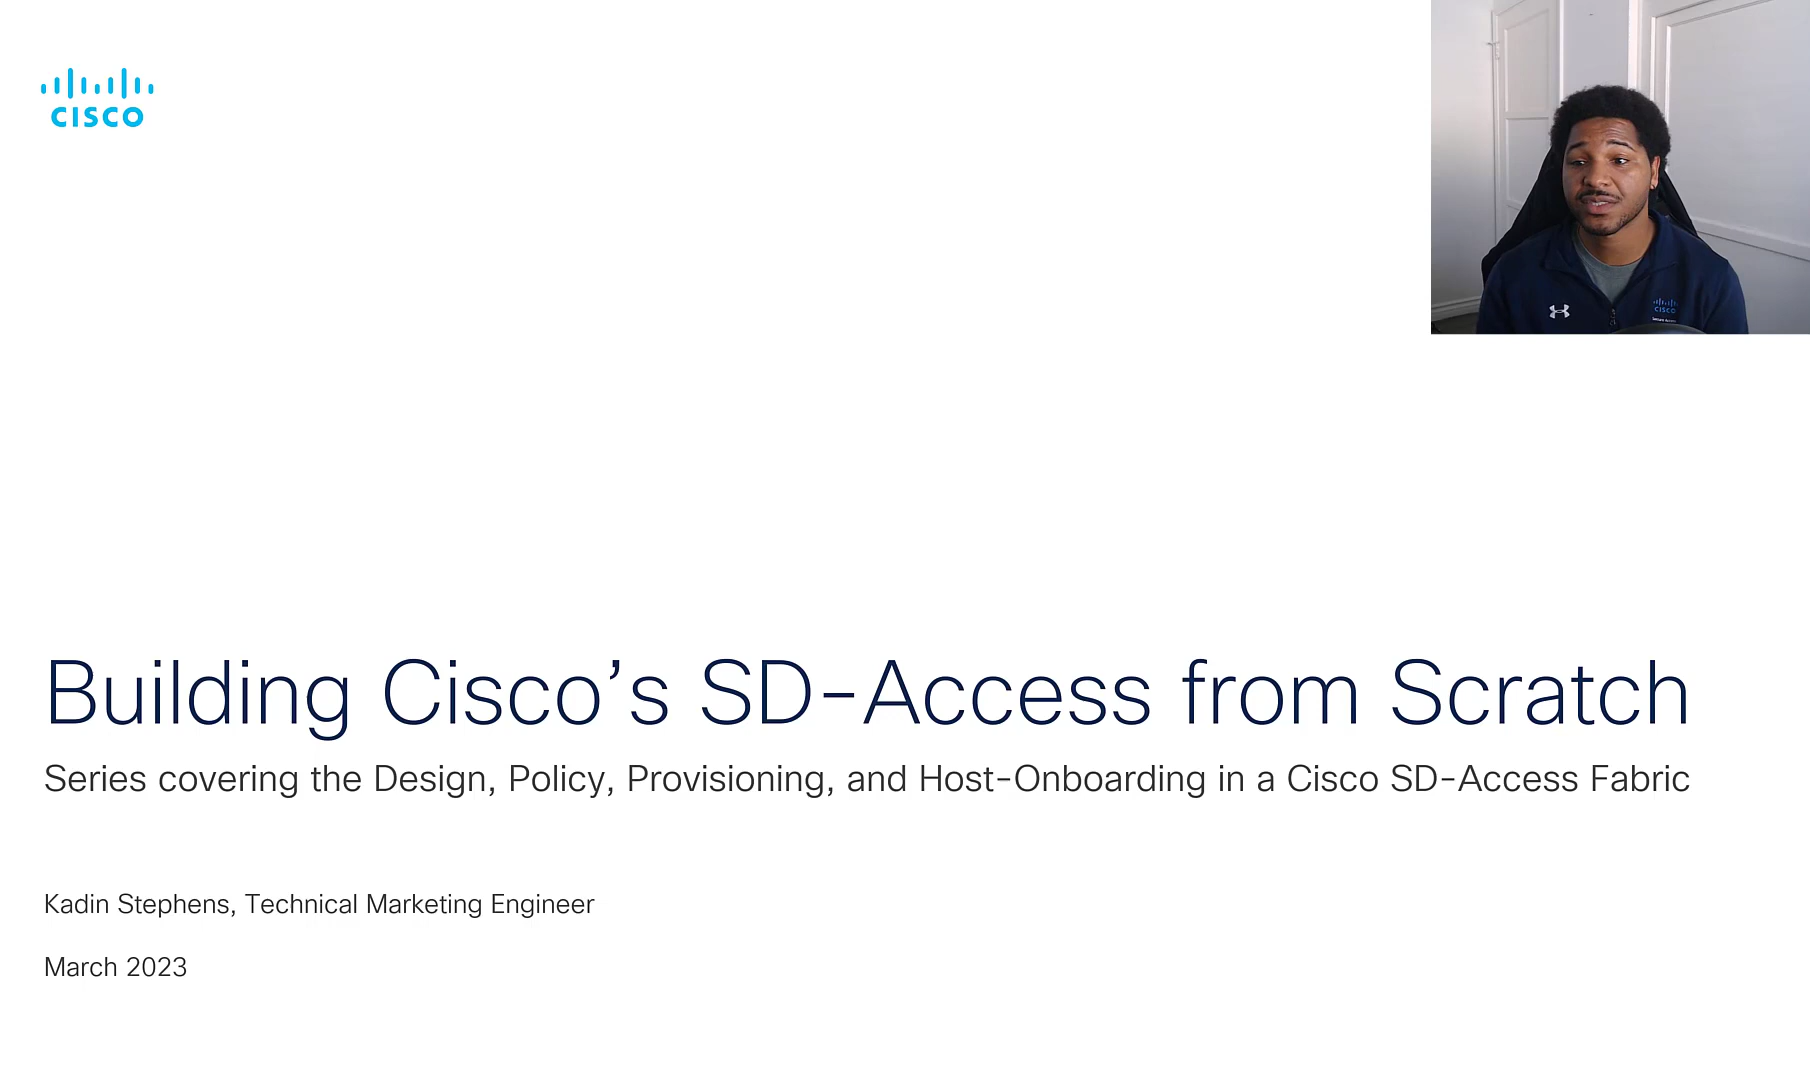 CISCO
Building Cisco’s SD-Access from Scratch
Series covering the Design, Policy, Provisioning, and Host-Onboarding in a Cisco SD-Access Fabric
Kadin Stephens, Technical Marketing Engineer
March 2023
CISCO